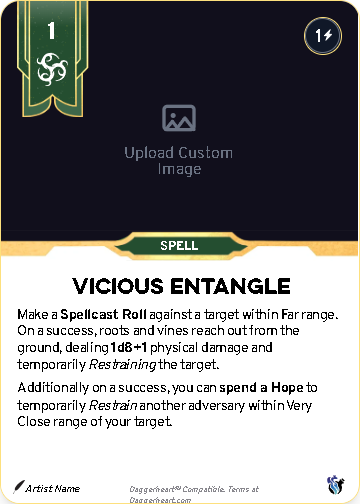 1
1
Upload Custom
Image
SPELL
VICIOUS ENTANGLE
Make a Spellcast Roll against a target within Far range.
On a success, roots and vines reach out from the
ground, dealing 1d8+1 physical damage and
temporarily Restraining the target.
Additionally on a success, you can spend a Hope to
temporarily Restrain another adversary within Very
Close range of your target.
Artist Name
Daggerheart℠ Compatible. Terms at
Daggerheart.com